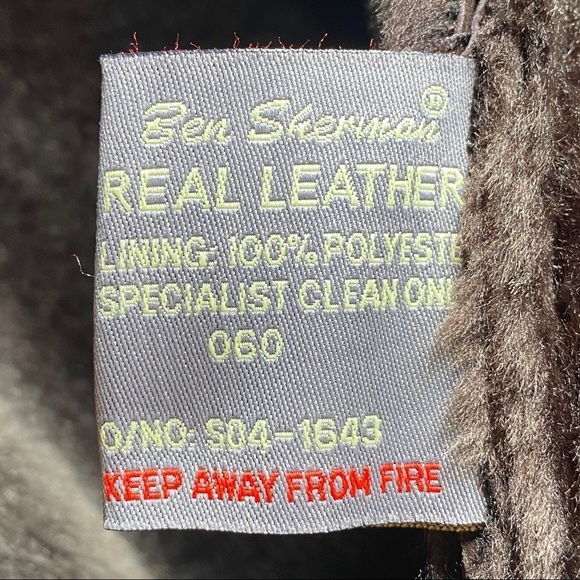 Ben Sherman ®
REAL LEATHER
LINING: 100% POLYESTE
SPECIALIST CLEAN ONL
060
O/NO: S04-1643
KEEP AWAY FROM FIRE